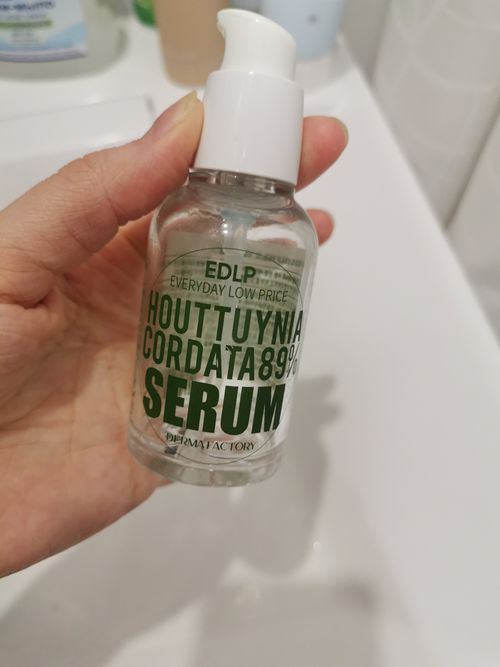 EDLP
EVERYDAY LOW PRICE
HOUTTUYNIA
CORDATA 89%
SERUM
DERMA FACTORY